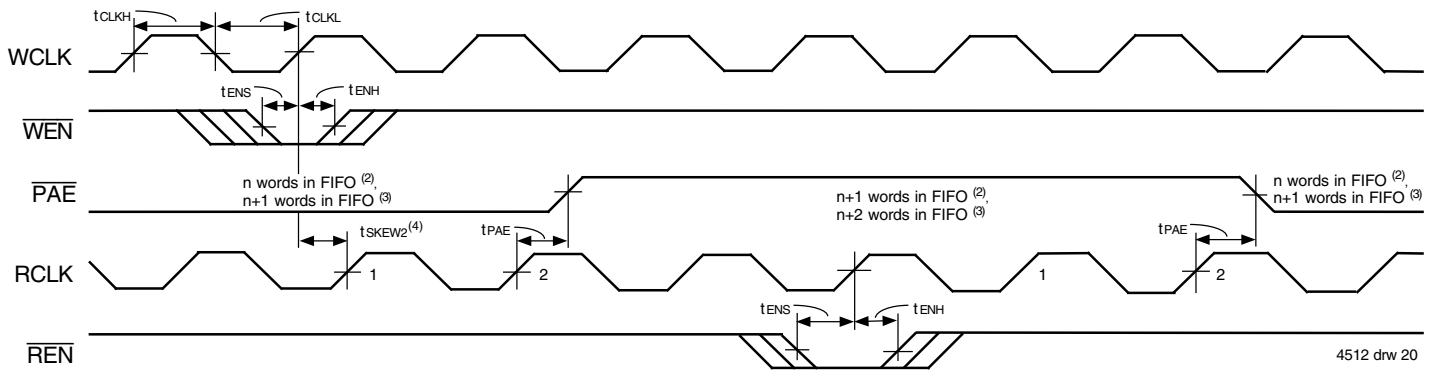 tCLKH
tCLKL
WCLK
tENS
tENH
WEN
n words in FIFO (2),
n+1 words in FIFO (3)
PAE
n+1 words in FIFO (2),
n+2 words in FIFO (3)
n words in FIFO (2),
n+1 words in FIFO (3)
tSKEW2(4)
tPAE
tPAE
RCLK
1
2
1
2
tENS
tENH
REN
4512 drw 20